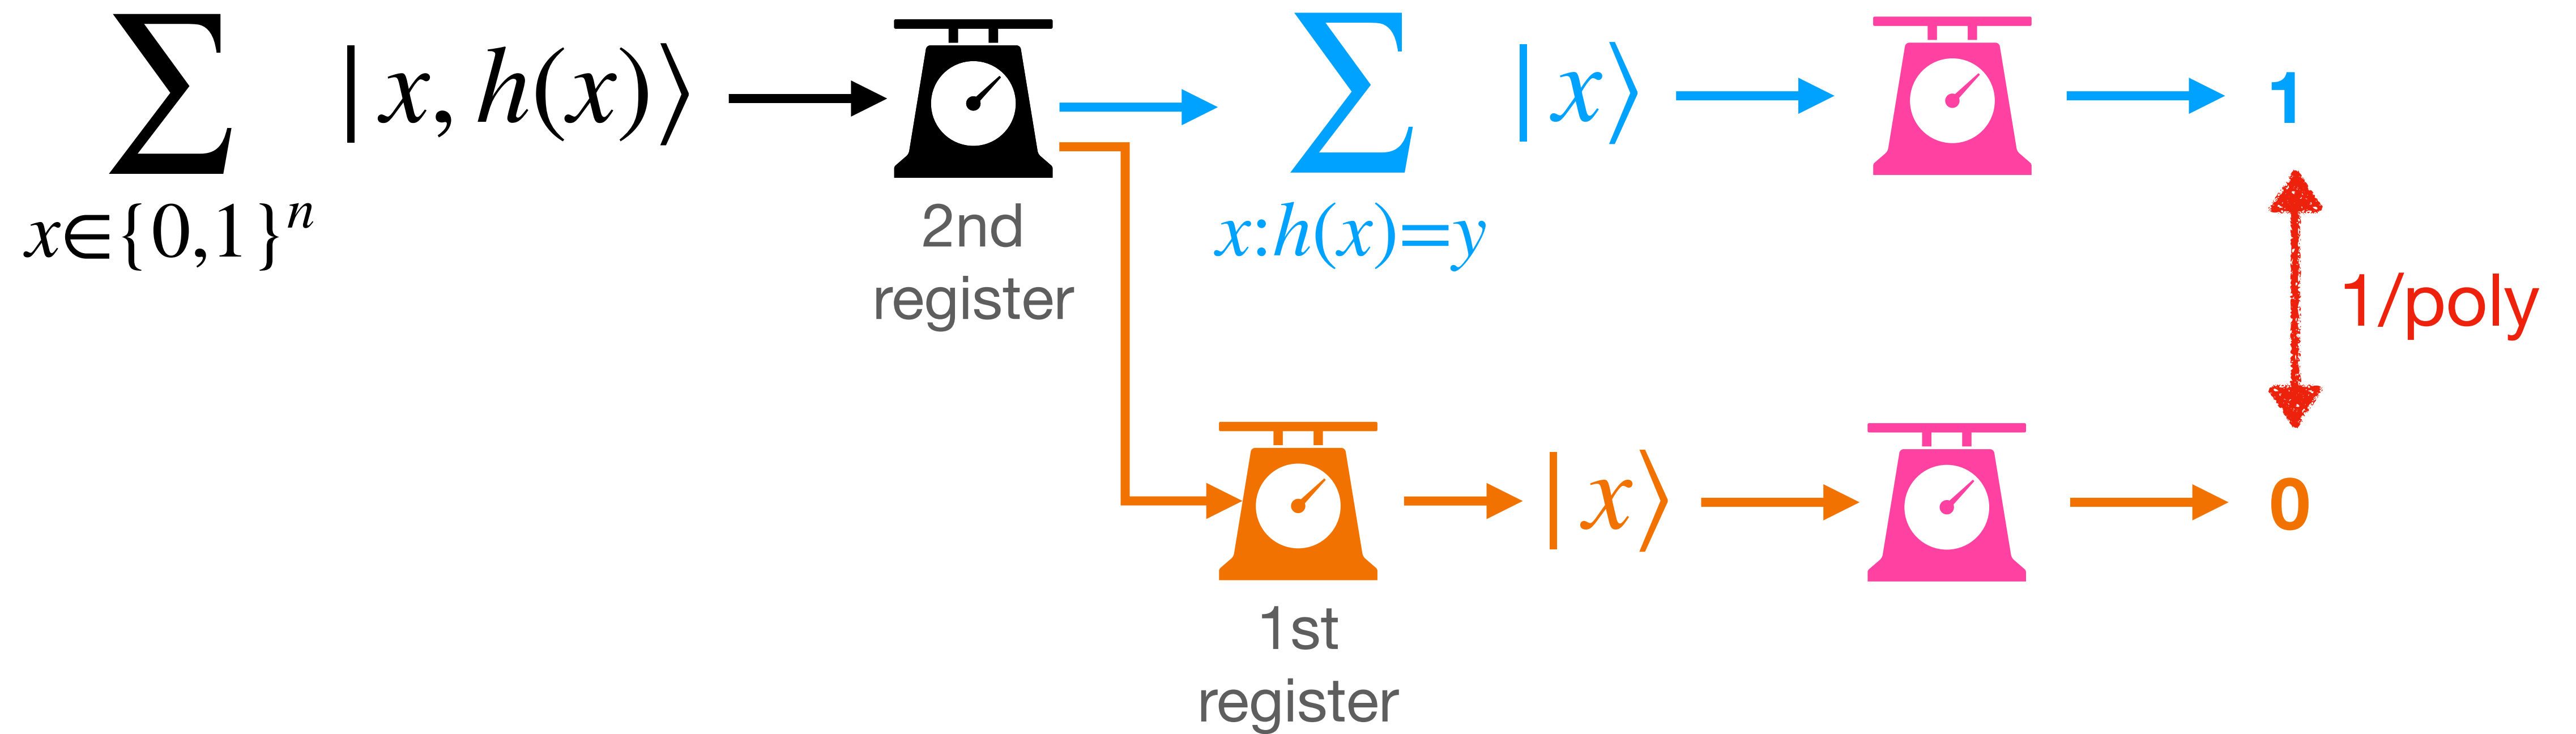 ∑ |x, h(x)⟩
x∈{0,1}ⁿ
2nd
register
∑ |x⟩
x:h(x)=y
1
1/poly
|x⟩
0
1st
register